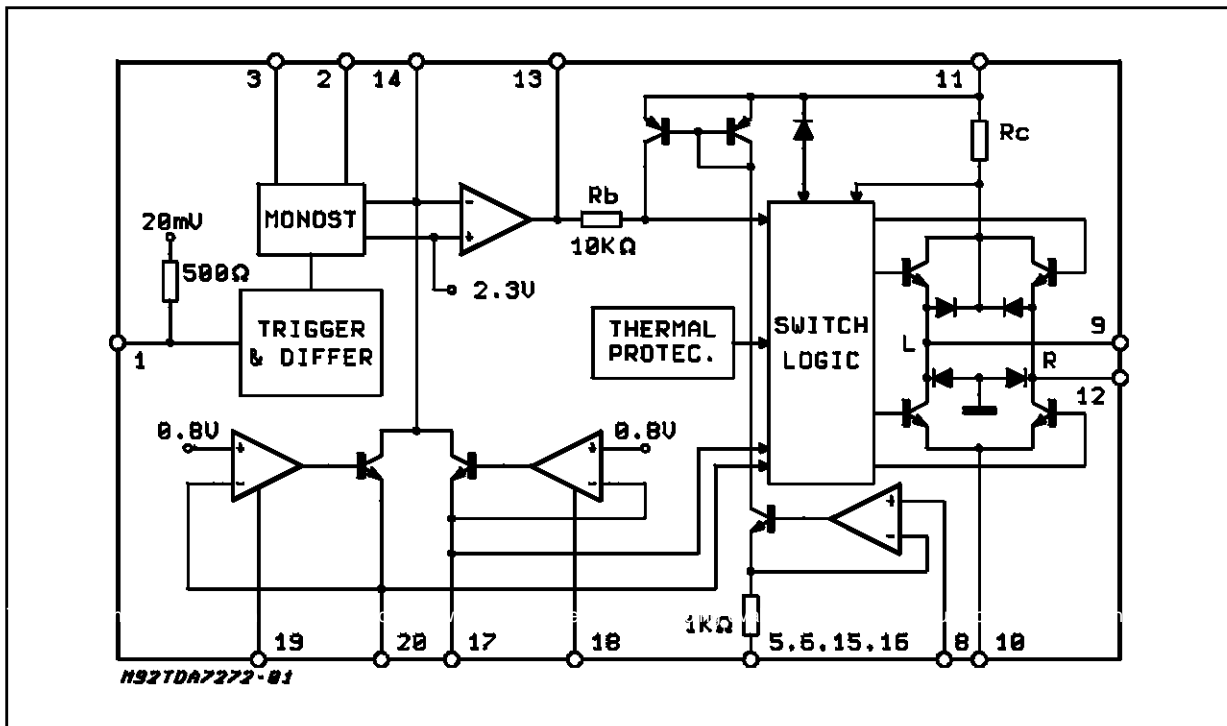 3 2 14 13 11
Rc
MONOST
-
+
Rb
10KΩ
20mV
500Ω
2.3V
TRIGGER
& DIFFER
THERMAL
PROTEC.
SWITCH
LOGIC
L
R
9
12
1
0.8V
+
-
0.8V
+
-
+
-
1KΩ
19 20 17 18 5,6,15,16 8 10
M92TDA7272-01